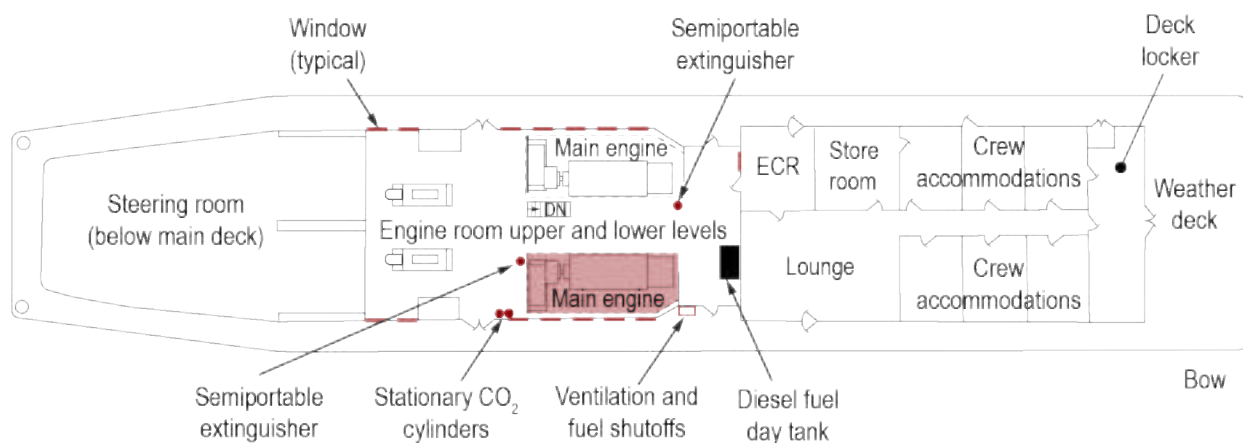 Window
(typical)
Semiportable
extinguisher
Deck
locker
Main engine
ECR
Store
room
Crew
accommodations
Steering room
(below main deck)
DN
Weather
deck
Engine room upper and lower levels
Lounge
Main engine
Crew
accommodations
Bow
Semiportable
extinguisher
Stationary CO₂
cylinders
Ventilation and
fuel shutoffs
Diesel fuel
day tank